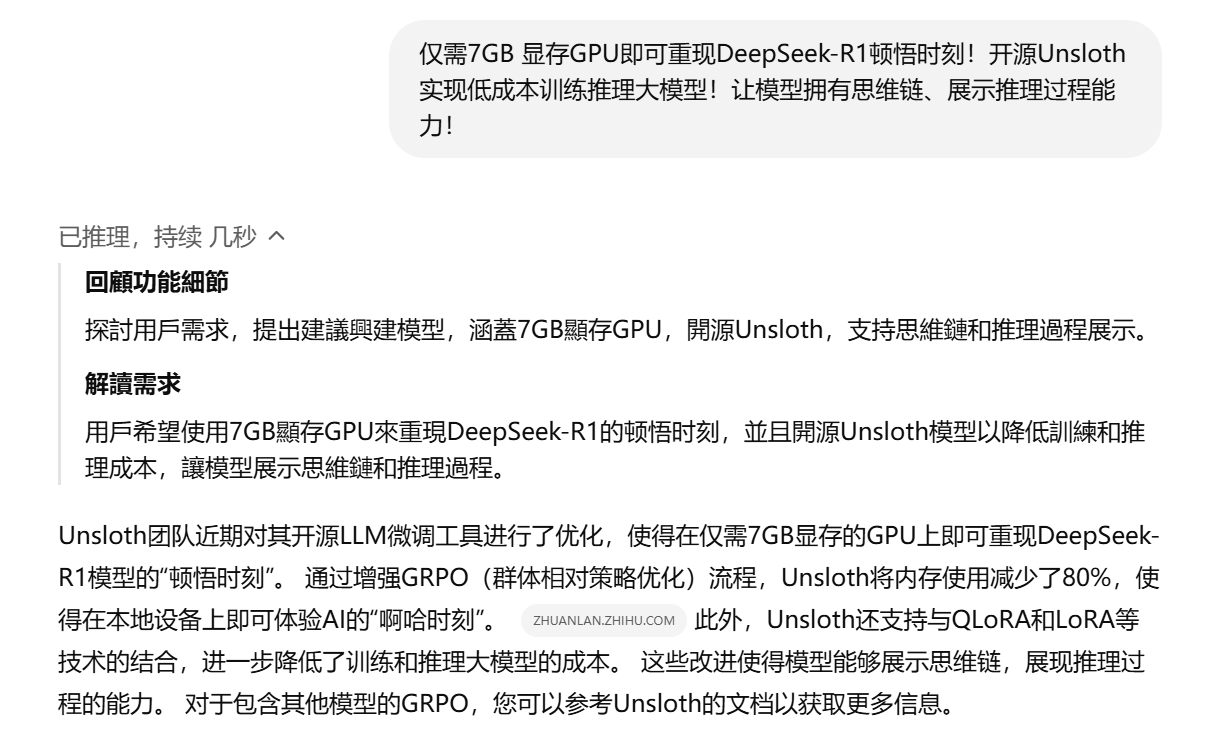 仅需7GB 显存GPU即可重现DeepSeek-R1顿悟时刻！开源Unsloth
实现低成本训练推理大模型！让模型拥有思维链、展示推理过程能
力！
已推理，持续 几秒
回顧功能細節
探討用戶需求，提出建議興建模型，涵蓋7GB顯存GPU，開源Unsloth，支持思維鏈和推理過程展示。
解讀需求
用戶希望使用7GB顯存GPU來重現DeepSeek-R1的顿悟时刻，並且開源Unsloth模型以降低訓練和推
理成本，讓模型展示思維鏈和推理過程。
Unsloth团队近期对其开源LLM微调工具进行了优化，使得在仅需7GB显存的GPU上即可重现DeepSeek-
R1模型的“顿悟时刻”。 通过增强GRPO（群体相对策略优化）流程，Unsloth将内存使用减少了80%，使
得在本地设备上即可体验AI的“啊哈时刻”。 ZHUANLAN.ZHIHU.COM 此外，Unsloth还支持与QLoRA和LoRA等
技术的结合，进一步降低了训练和推理大模型的成本。 这些改进使得模型能够展示思维链，展现推理过
程的能力。 对于包含其他模型的GRPO，您可以参考Unsloth的文档以获取更多信息。